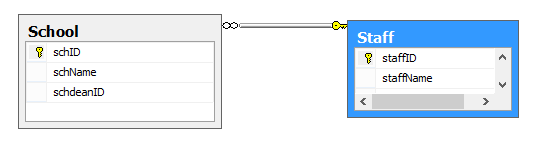 School
schID
schName
schdeanID
Staff
staffID
staffName